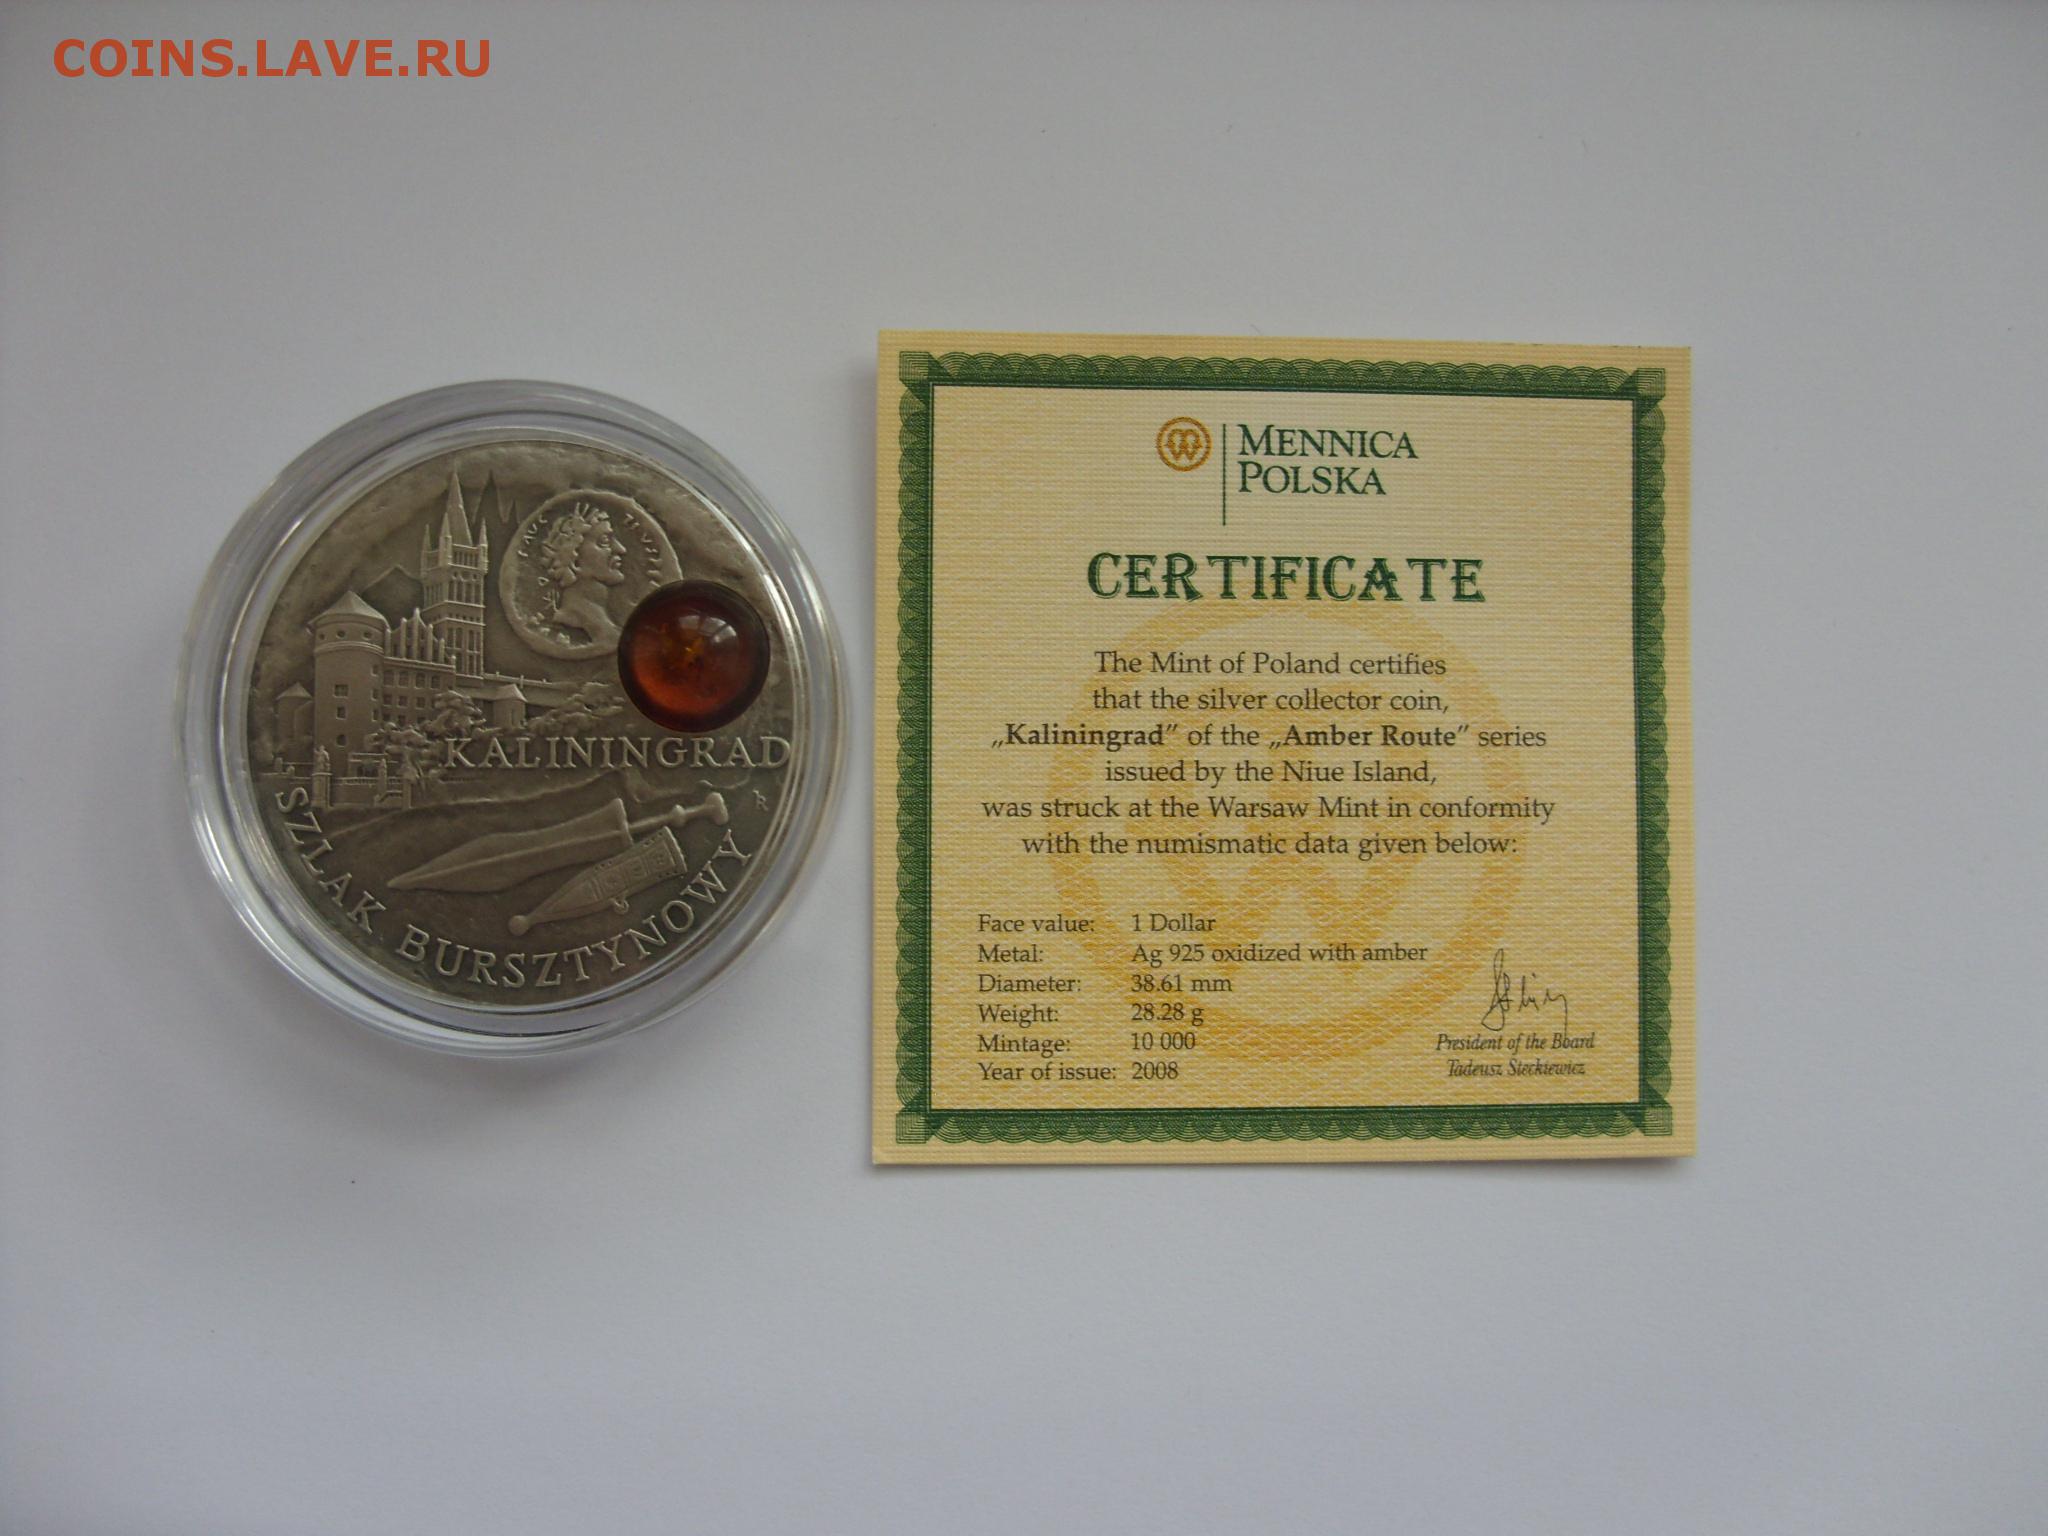 COINS.LAVE.RU
KALININGRAD
SZLAK BURSZTYNOWY
MENNICA
POLSKA
CERTIFICATE
The Mint of Poland certifies
that the silver collector coin,
„Kaliningrad” of the „Amber Route” series
issued by the Niue Island,
was struck at the Warsaw Mint in conformity
with the numismatic data given below:
Face value: 1 Dollar
Metal: Ag 925 oxidized with amber
Diameter: 38.61 mm
Weight: 28.28 g
Mintage: 10 000
Year of issue: 2008
President of the Board
Tadeusz Steckiewicz